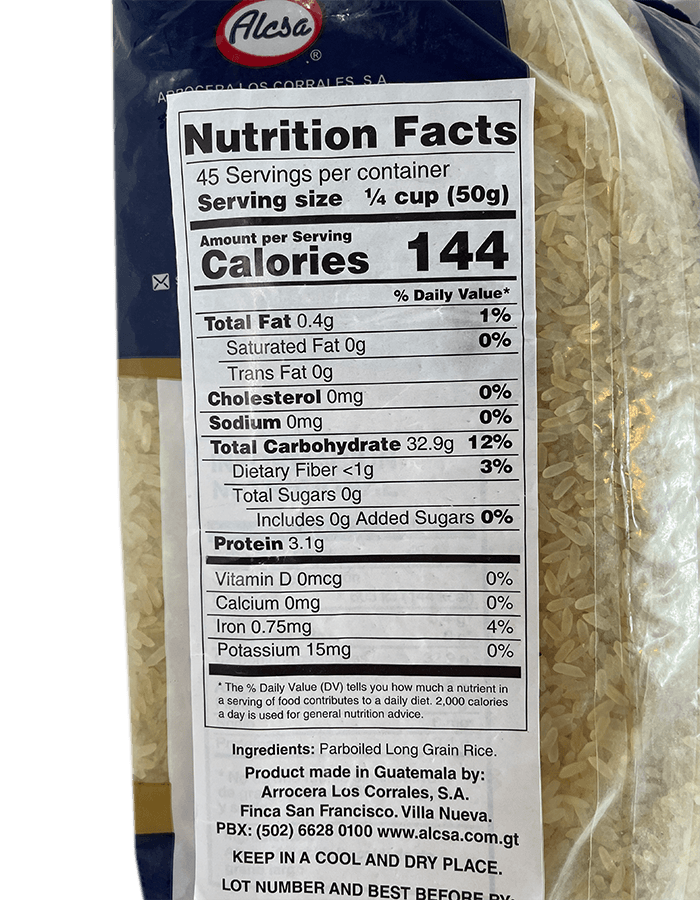 Alcsa
®
ARROCERA LOS CORRALES, S.A.
Nutrition Facts
45 Servings per container
Serving size ¼ cup (50g)
Amount per Serving
Calories 144
% Daily Value*
Total Fat 0.4g 1%
Saturated Fat 0g 0%
Trans Fat 0g
Cholesterol 0mg 0%
Sodium 0mg 0%
Total Carbohydrate 32.9g 12%
Dietary Fiber <1g 3%
Total Sugars 0g
Includes 0g Added Sugars 0%
Protein 3.1g
Vitamin D 0mcg 0%
Calcium 0mg 0%
Iron 0.75mg 4%
Potassium 15mg 0%
* The % Daily Value (DV) tells you how much a nutrient in
a serving of food contributes to a daily diet. 2,000 calories
a day is used for general nutrition advice.
Ingredients: Parboiled Long Grain Rice.
Product made in Guatemala by:
Arrocera Los Corrales, S.A.
Finca San Francisco. Villa Nueva.
PBX: (502) 6628 0100 www.alcsa.com.gt
KEEP IN A COOL AND DRY PLACE.
LOT NUMBER AND BEST BEFORE BY: